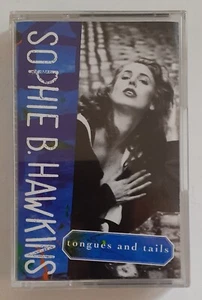 SOPHIE B. HAWKINS
tongues and tails